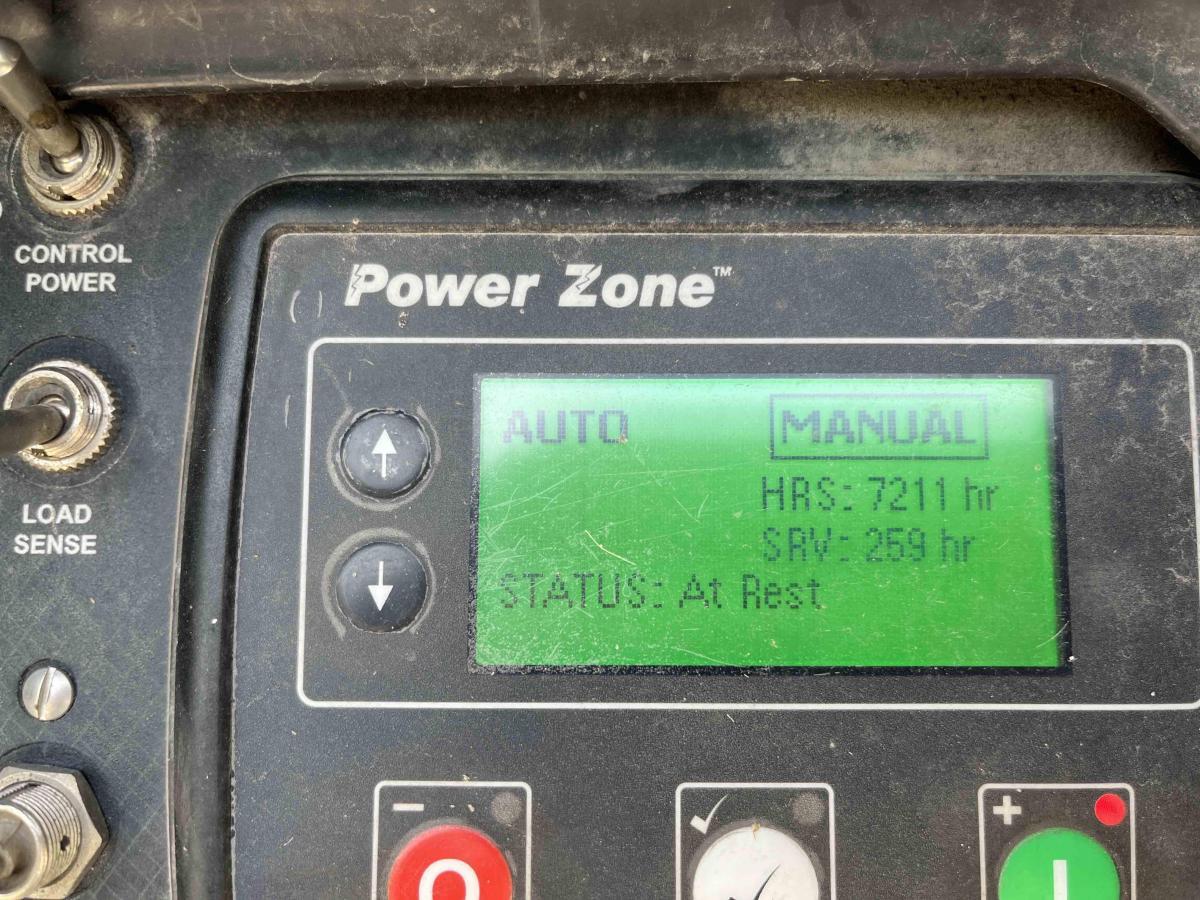 CONTROL
POWER
Power Zone™
AUTO
MANUAL
HRS: 7211 hr
SRV: 259 hr
STATUS: At Rest
LOAD
SENSE